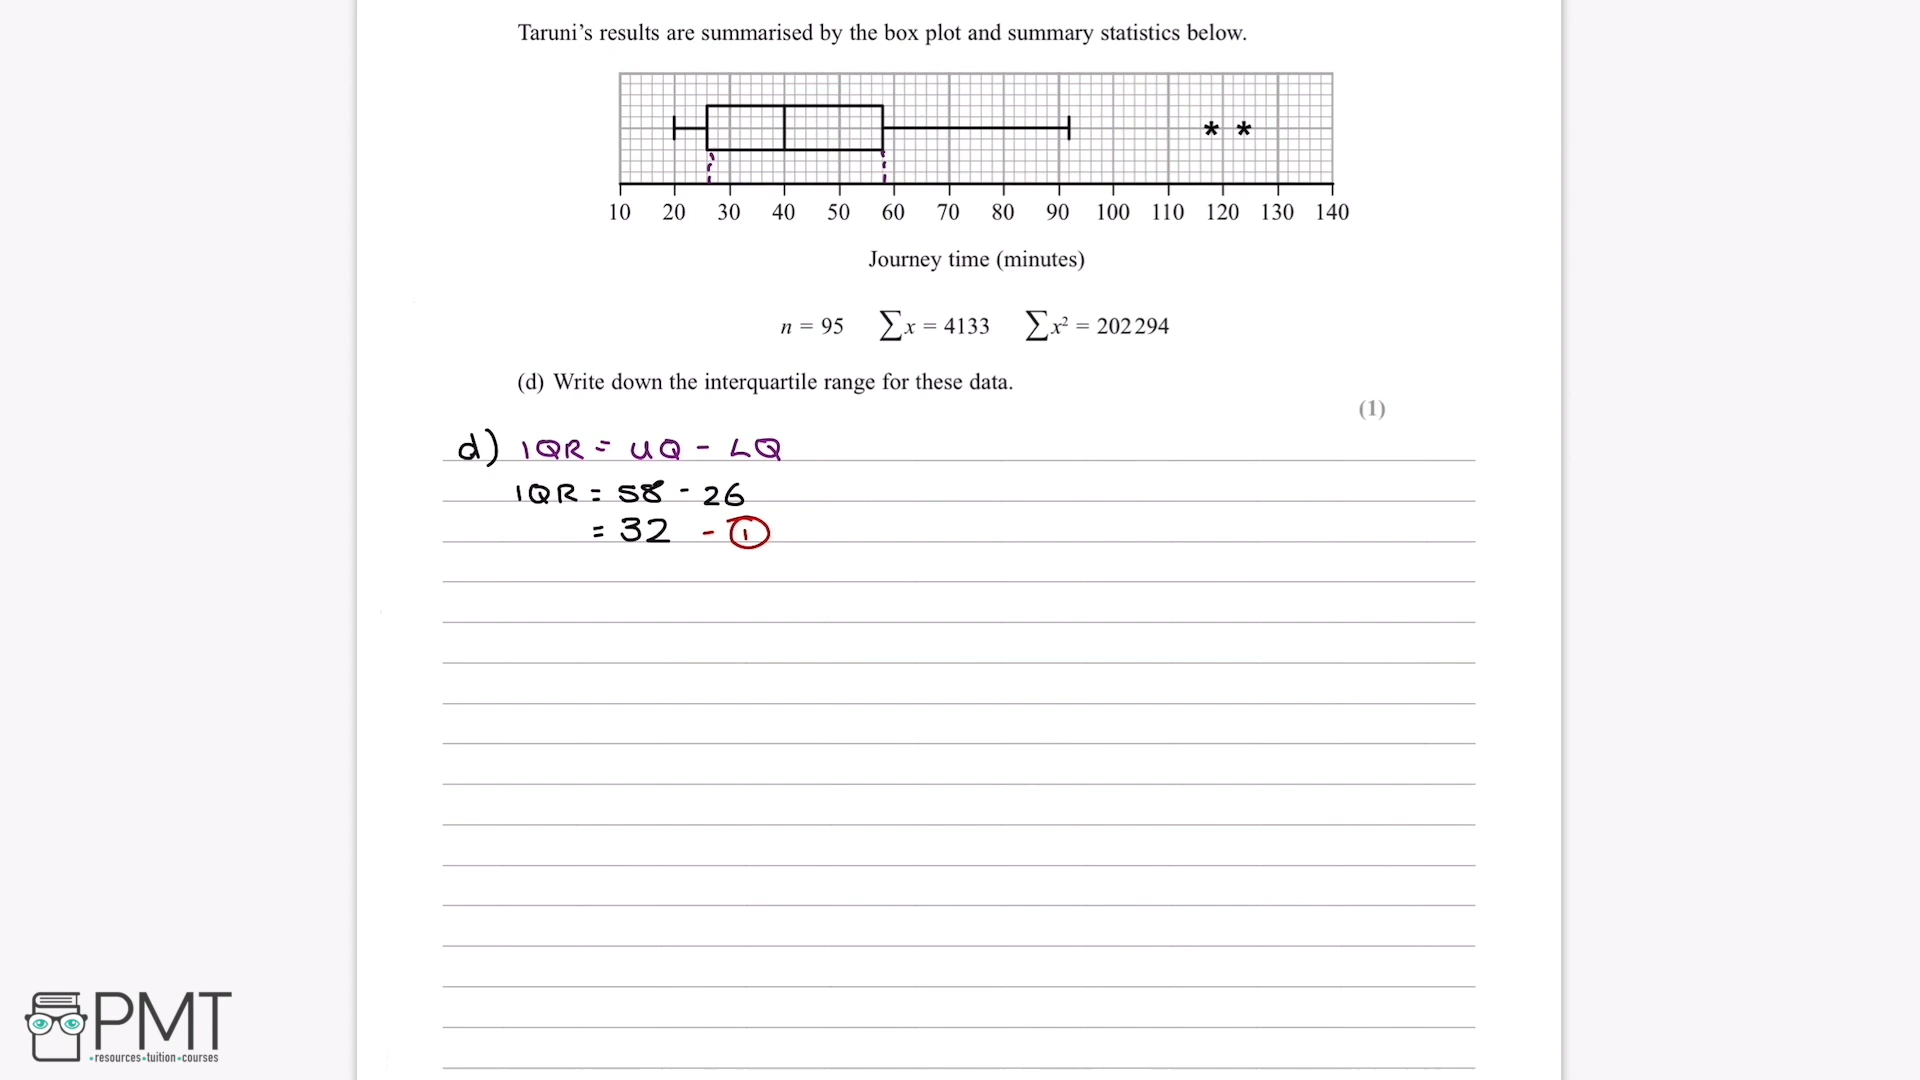 Taruni’s results are summarised by the box plot and summary statistics below.
* *
10 20 30 40 50 60 70 80 90 100 110 120 130 140
Journey time (minutes)
n = 95 ∑x = 4133 ∑x² = 202 294
(d) Write down the interquartile range for these data.
(1)
d) IQR = UQ - LQ
IQR = 58 - 26
= 32 - ①
PMT
•resources•tuition•courses